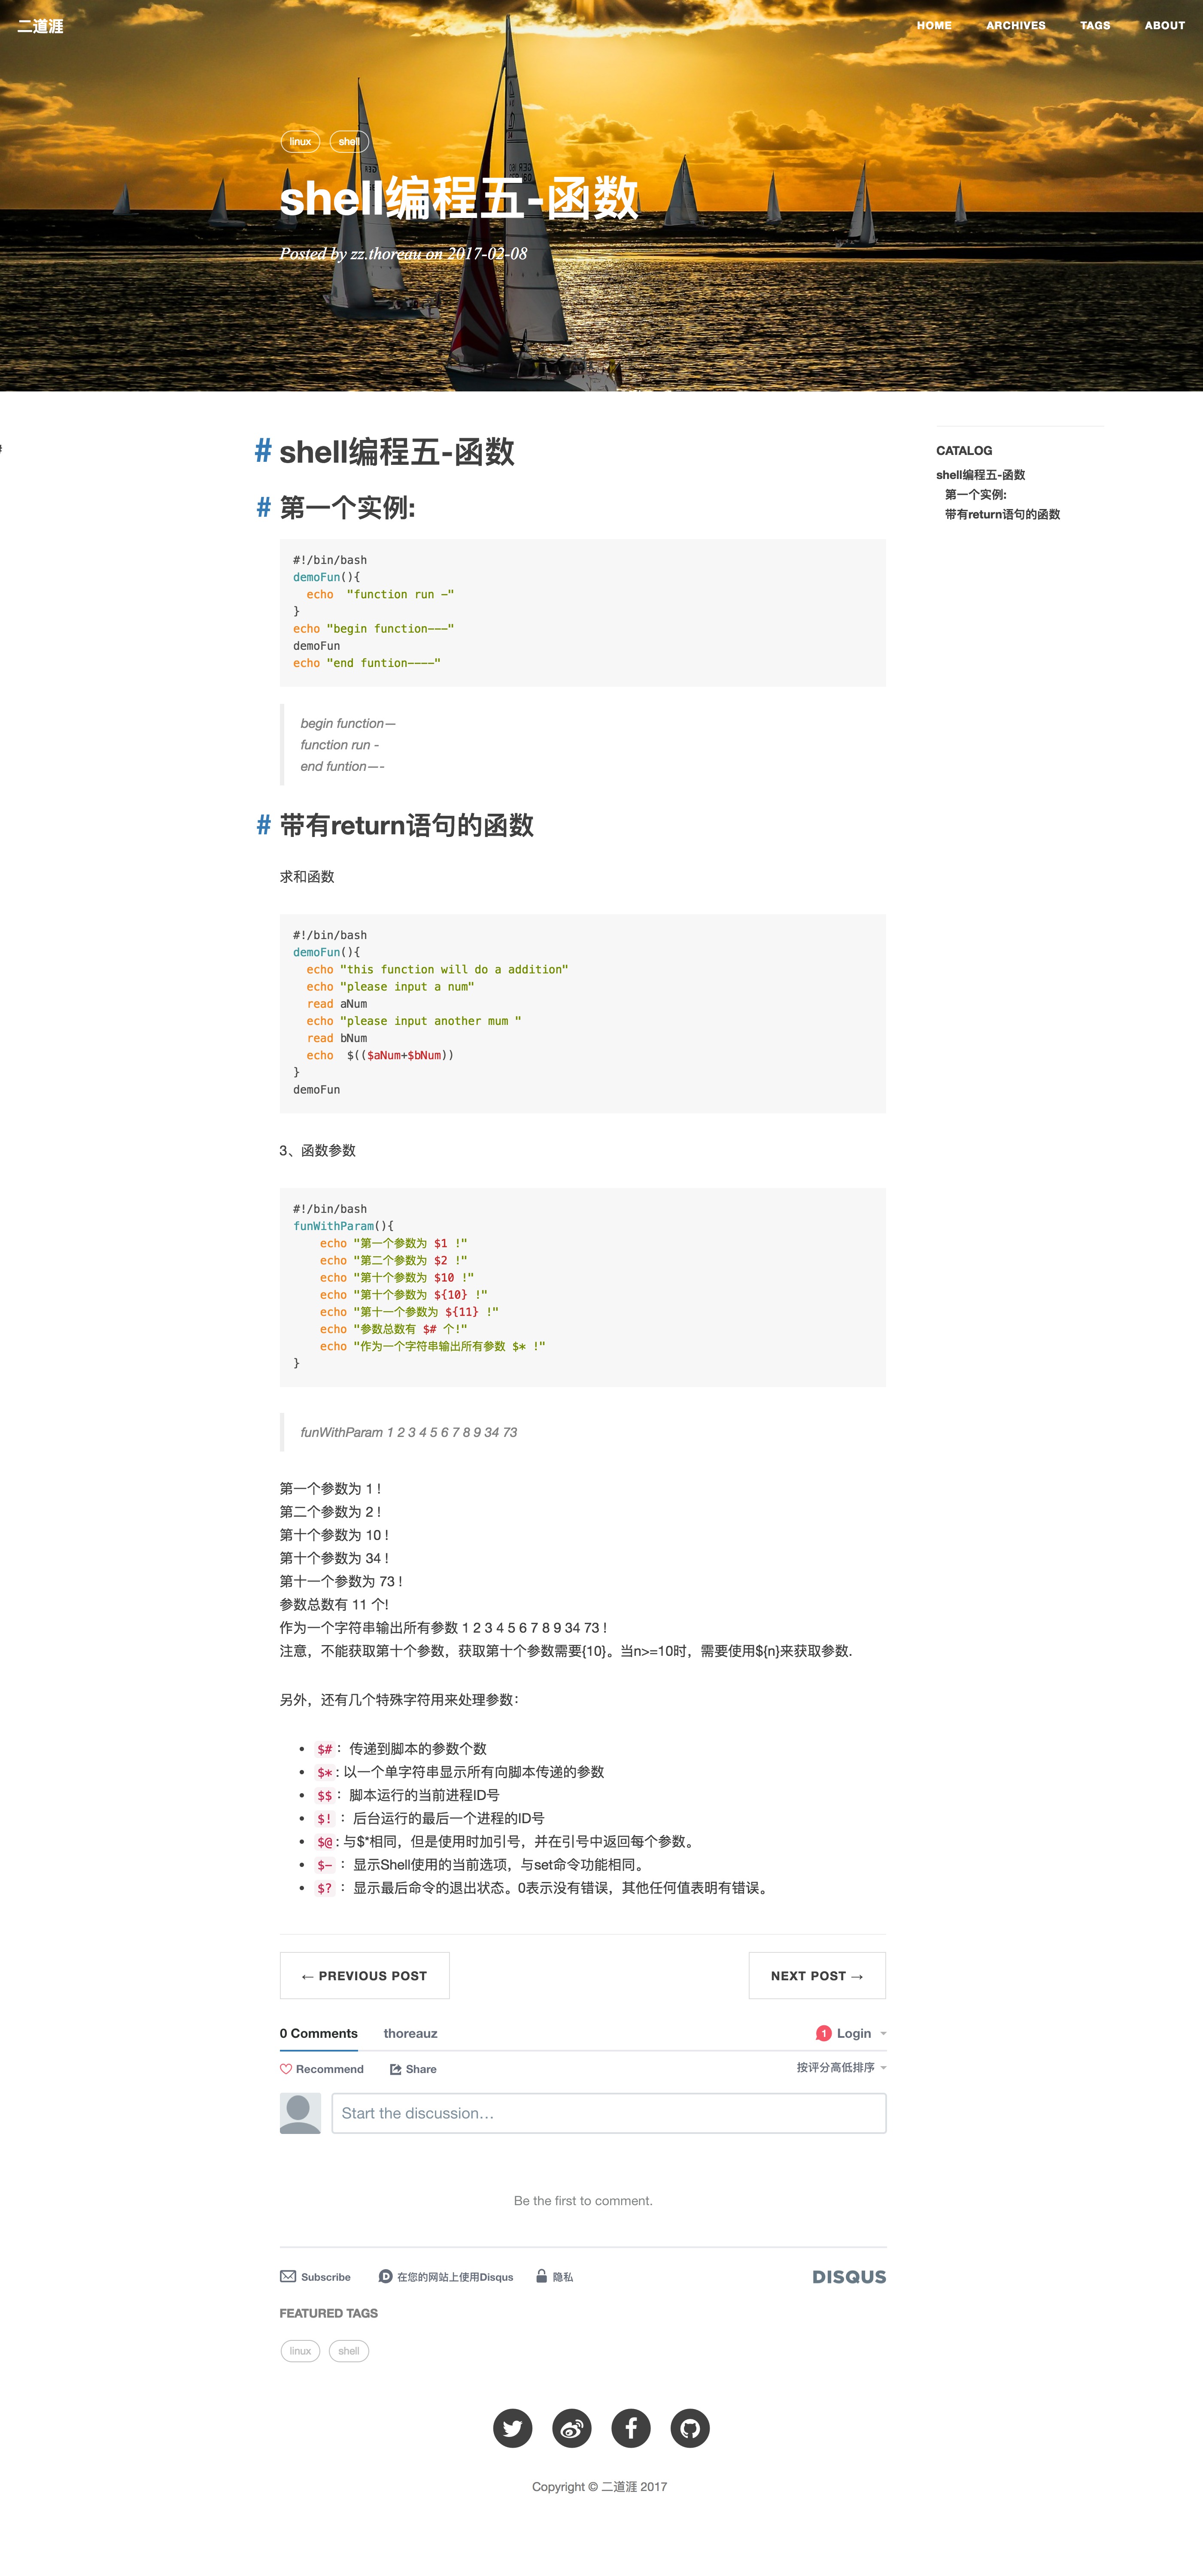 二道涯
HOME ARCHIVES TAGS ABOUT
linux shell
shell编程五-函数
Posted by zz.thoreau on 2017-02-08
# shell编程五-函数
# 第一个实例:
#!/bin/bash
demoFun(){
  echo  "function run -"
}
echo "begin function---"
demoFun
echo "end funtion----"
begin function—
function run -
end funtion—-
# 带有return语句的函数
求和函数
#!/bin/bash
demoFun(){
  echo "this function will do a addition"
  echo "please input a num"
  read aNum
  echo "please input another mum "
  read bNum
  echo  $(($aNum+$bNum))
}
demoFun
3、函数参数
#!/bin/bash
funWithParam(){
    echo "第一个参数为 $1 !"
    echo "第二个参数为 $2 !"
    echo "第十个参数为 $10 !"
    echo "第十个参数为 ${10} !"
    echo "第十一个参数为 ${11} !"
    echo "参数总数有 $# 个!"
    echo "作为一个字符串输出所有参数 $* !"
}
funWithParam 1 2 3 4 5 6 7 8 9 34 73
第一个参数为 1 !
第二个参数为 2 !
第十个参数为 10 !
第十个参数为 34 !
第十一个参数为 73 !
参数总数有 11 个!
作为一个字符串输出所有参数 1 2 3 4 5 6 7 8 9 34 73 !
注意，不能获取第十个参数，获取第十个参数需要{10}。当n>=10时，需要使用${n}来获取参数.
另外，还有几个特殊字符用来处理参数：
• $#： 传递到脚本的参数个数
• $*: 以一个单字符串显示所有向脚本传递的参数
• $$： 脚本运行的当前进程ID号
• $! ： 后台运行的最后一个进程的ID号
• $@: 与$*相同，但是使用时加引号，并在引号中返回每个参数。
• $- ： 显示Shell使用的当前选项，与set命令功能相同。
• $? ： 显示最后命令的退出状态。0表示没有错误，其他任何值表明有错误。
CATALOG
shell编程五-函数
第一个实例:
带有return语句的函数
← PREVIOUS POST NEXT POST →
0 Comments thoreauz 1 Login
Recommend Share 按评分高低排序
Start the discussion…
Be the first to comment.
Subscribe D 在您的网站上使用Disqus 隐私 DISQUS
FEATURED TAGS
linux shell
Copyright © 二道涯 2017